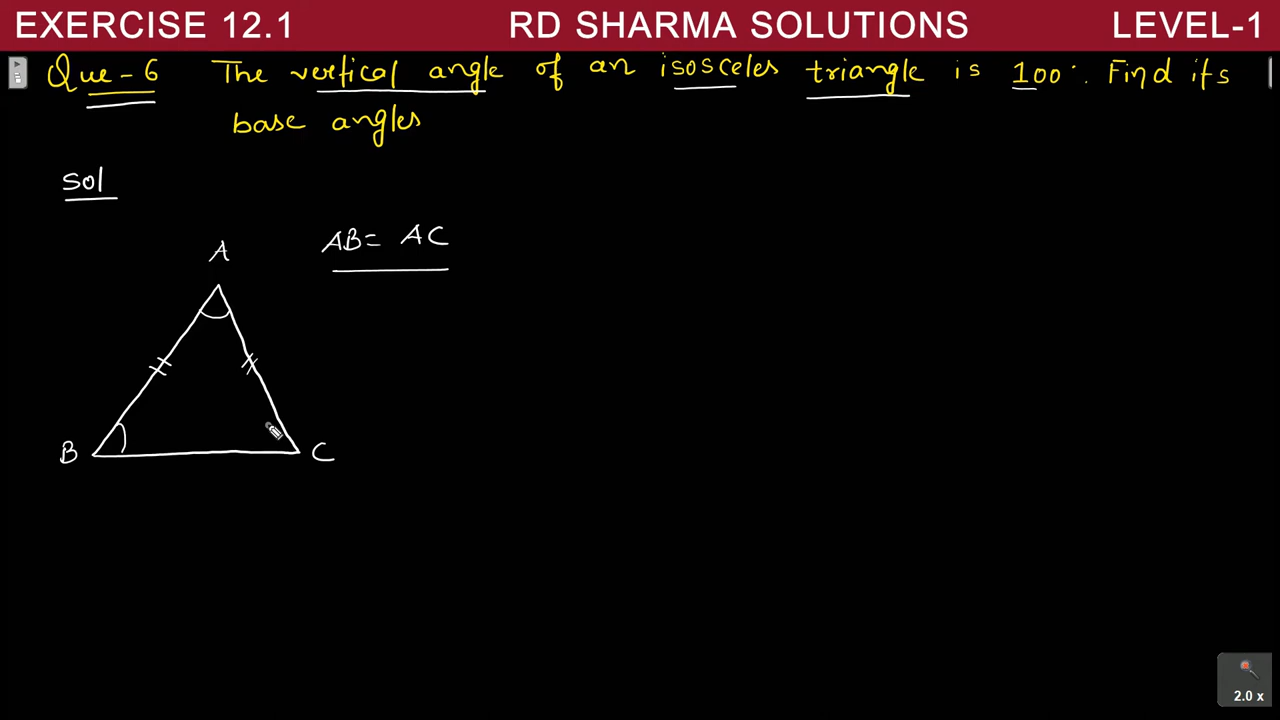 EXERCISE 12.1 RD SHARMA SOLUTIONS LEVEL-1
Que-6 The vertical angle of an isosceles triangle is 100°. Find its
base angles
Sol
A
AB = AC
B
C
2.0 x